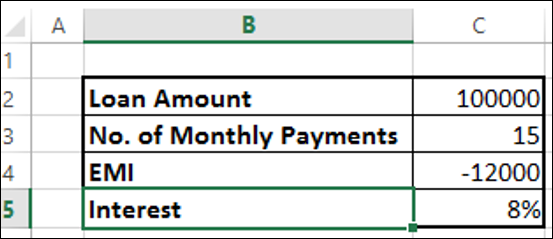 A B C
1
2 Loan Amount 100000
3 No. of Monthly Payments 15
4 EMI -12000
5 Interest 8%